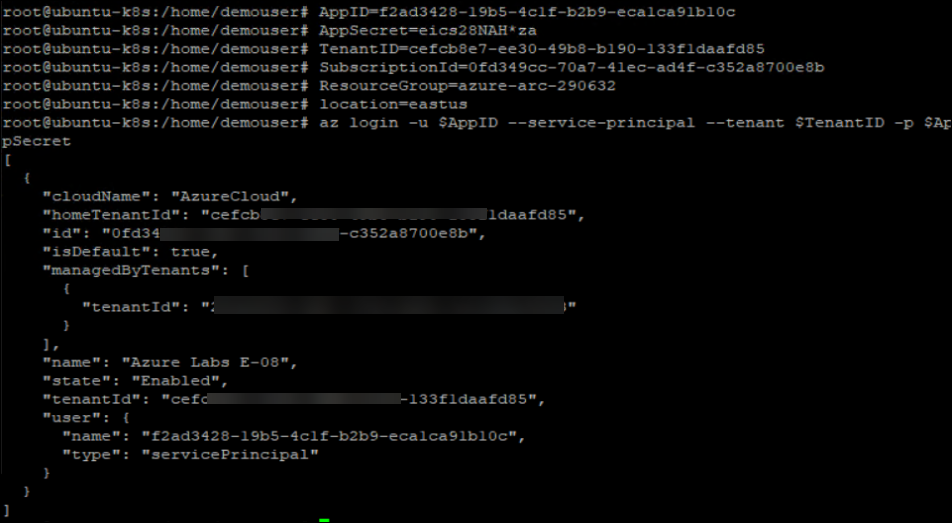 root@ubuntu-k8s:/home/demouser# AppID=f2ad3428-19b5-4c1f-b2b9-eca1ca91b10c
root@ubuntu-k8s:/home/demouser# AppSecret=eics28NAH*za
root@ubuntu-k8s:/home/demouser# TenantID=cefcb8e7-ee30-49b8-b190-133f1daafd85
root@ubuntu-k8s:/home/demouser# SubscriptionId=0fd349cc-70a7-41ec-ad4f-c352a8700e8b
root@ubuntu-k8s:/home/demouser# ResourceGroup=azure-arc-290632
root@ubuntu-k8s:/home/demouser# location=eastus
root@ubuntu-k8s:/home/demouser# az login -u $AppID --service-principal --tenant $TenantID -p $Ap
pSecret
[
  {
    "cloudName": "AzureCloud",
    "homeTenantId": "cefcb 1daafd85",
    "id": "0fd34 -c352a8700e8b",
    "isDefault": true,
    "managedByTenants": [
      {
        "tenantId": "
      }
    ],
    "name": "Azure Labs E-08",
    "state": "Enabled",
    "tenantId": "cefc -133f1daafd85",
    "user": {
      "name": "f2ad3428-19b5-4c1f-b2b9-eca1ca91b10c",
      "type": "servicePrincipal"
    }
  }
]